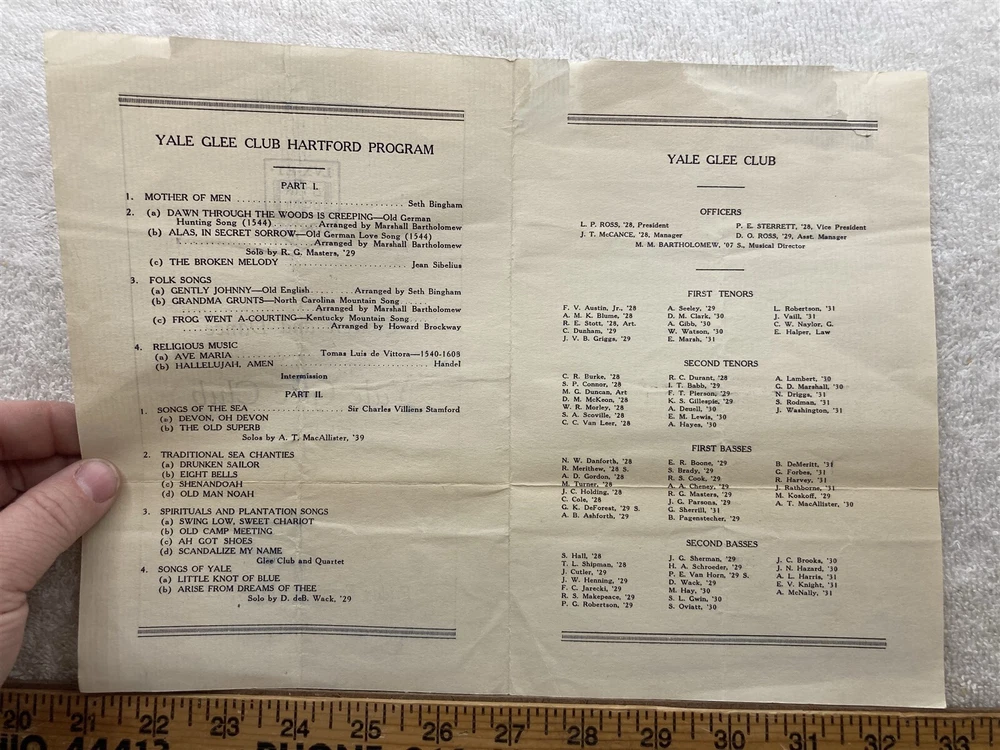 YALE GLEE CLUB HARTFORD PROGRAM
PART I.
1. MOTHER OF MEN .......... Seth Bingham
2. (a) DAWN THROUGH THE WOODS IS CREEPING—Old German
Hunting Song (1544) .......... Arranged by Marshall Bartholomew
(b) ALAS, IN SECRET SORROW—Old German Love Song (1544)
.......... Arranged by Marshall Bartholomew
Solo by R. G. Masters, '29
(c) THE BROKEN MELODY .......... Jean Sibelius
3. FOLK SONGS
(a) GENTLY JOHNNY—Old English .......... Arranged by Seth Bingham
(b) GRANDMA GRUNTS—North Carolina Mountain Song ......
.......... Arranged by Marshall Bartholomew
(c) FROG WENT A-COURTING—Kentucky Mountain Song ....
.......... Arranged by Howard Brockway
4. RELIGIOUS MUSIC
(a) AVE MARIA .......... Tomas Luis de Vittora—1540-1608
(b) HALLELUJAH, AMEN .......... Handel
Intermission
PART II.
1. SONGS OF THE SEA .......... Sir Charles Villiens Stamford
(a) DEVON, OH DEVON
(b) THE OLD SUPERB
Solos by A. T. MacAllister, '39
2. TRADITIONAL SEA CHANTIES
(a) DRUNKEN SAILOR
(b) EIGHT BELLS
(c) SHENANDOAH
(d) OLD MAN NOAH
3. SPIRITUALS AND PLANTATION SONGS
(a) SWING LOW, SWEET CHARIOT
(b) OLD CAMP MEETING
(c) AH GOT SHOES
(d) SCANDALIZE MY NAME
Glee Club and Quartet
4. SONGS OF YALE
(a) LITTLE KNOT OF BLUE
(b) ARISE FROM DREAMS OF THEE
Solo by D. deB. Wack, '29
YALE GLEE CLUB
OFFICERS
L. P. ROSS, '28, President P. E. STERRETT, '28, Vice President
J. T. McCANCE, '28, Manager D. O. ROSS, '29, Asst. Manager
M. M. BARTHOLOMEW, '07 S., Musical Director
FIRST TENORS
F. V. Austin, Jr., '28 A. Seeley, '29 L. Robertson, '31
A. M. K. Blume, '28 D. M. Clark, '30 J. Vaill, '31
R. E. Stott, '28, Art. A. Gibb, '30 C. W. Naylor, G.
C. Dunham, '29 W. Watson, '30 E. Halper, Law
J. V. B. Griggs, '29 E. Marsh, '31
SECOND TENORS
C. R. Burke, '28 R. C. Durant, '28 A. Lambert, '30
S. P. Connor, '28 I. T. Babb, '29 G. D. Marshall, '30
M. G. Duncan, Art F. T. Pierson, '29 N. Driggs, '31
D. M. McKeon, '28 K. S. Gillespie, '29 S. Rodman, '31
W. R. Morley, '28 A. Deuell, '30 J. Washington, '31
S. A. Scoville, '28 E. M. Lewis, '30
C. C. Van Leer, '28 A. Hayes, '30
FIRST BASSES
N. W. Danforth, '28 E. R. Boone, '29 B. DeMeritt, '31
R. Merithew, '28 S. S. Brady, '29 G. Forbes, '31
A. D. Gordon, '28 R. S. Cook, '29 R. Harvey, '31
M. Turner, '28 A. A. Cheney, '29 J. Rathborne, '31
J. C. Holding, '28 R. G. Masters, '29 M. Koskoff, '29
C. Cole, '28 J. G. Parsons, '29 A. T. MacAllister, '30
G. K. DeForest, '29 S. G. Sherrill, '31
A. B. Ashforth, '29 B. Pagenstecher, '29
SECOND BASSES
S. Hall, '28 J. G. Sherman, '29 J. C. Brooks, '30
T. L. Shipman, '28 H. A. Schroeder, '29 J. N. Hazard, '30
J. Cutler, '29 P. E. Van Horn, '29 S. A. L. Harris, '31
J. W. Henning, '29 D. Wack, '29 E. V. Knight, '31
F. C. Jarecki, '29 M. Hay, '30 A. McNally, '31
R. S. Makepeace, '29 S. L. Gwin, '30
P. G. Robertson, '29 S. Oviatt, '30
20 21 22 23 24 25 26 27 28 29 30 31 32 33